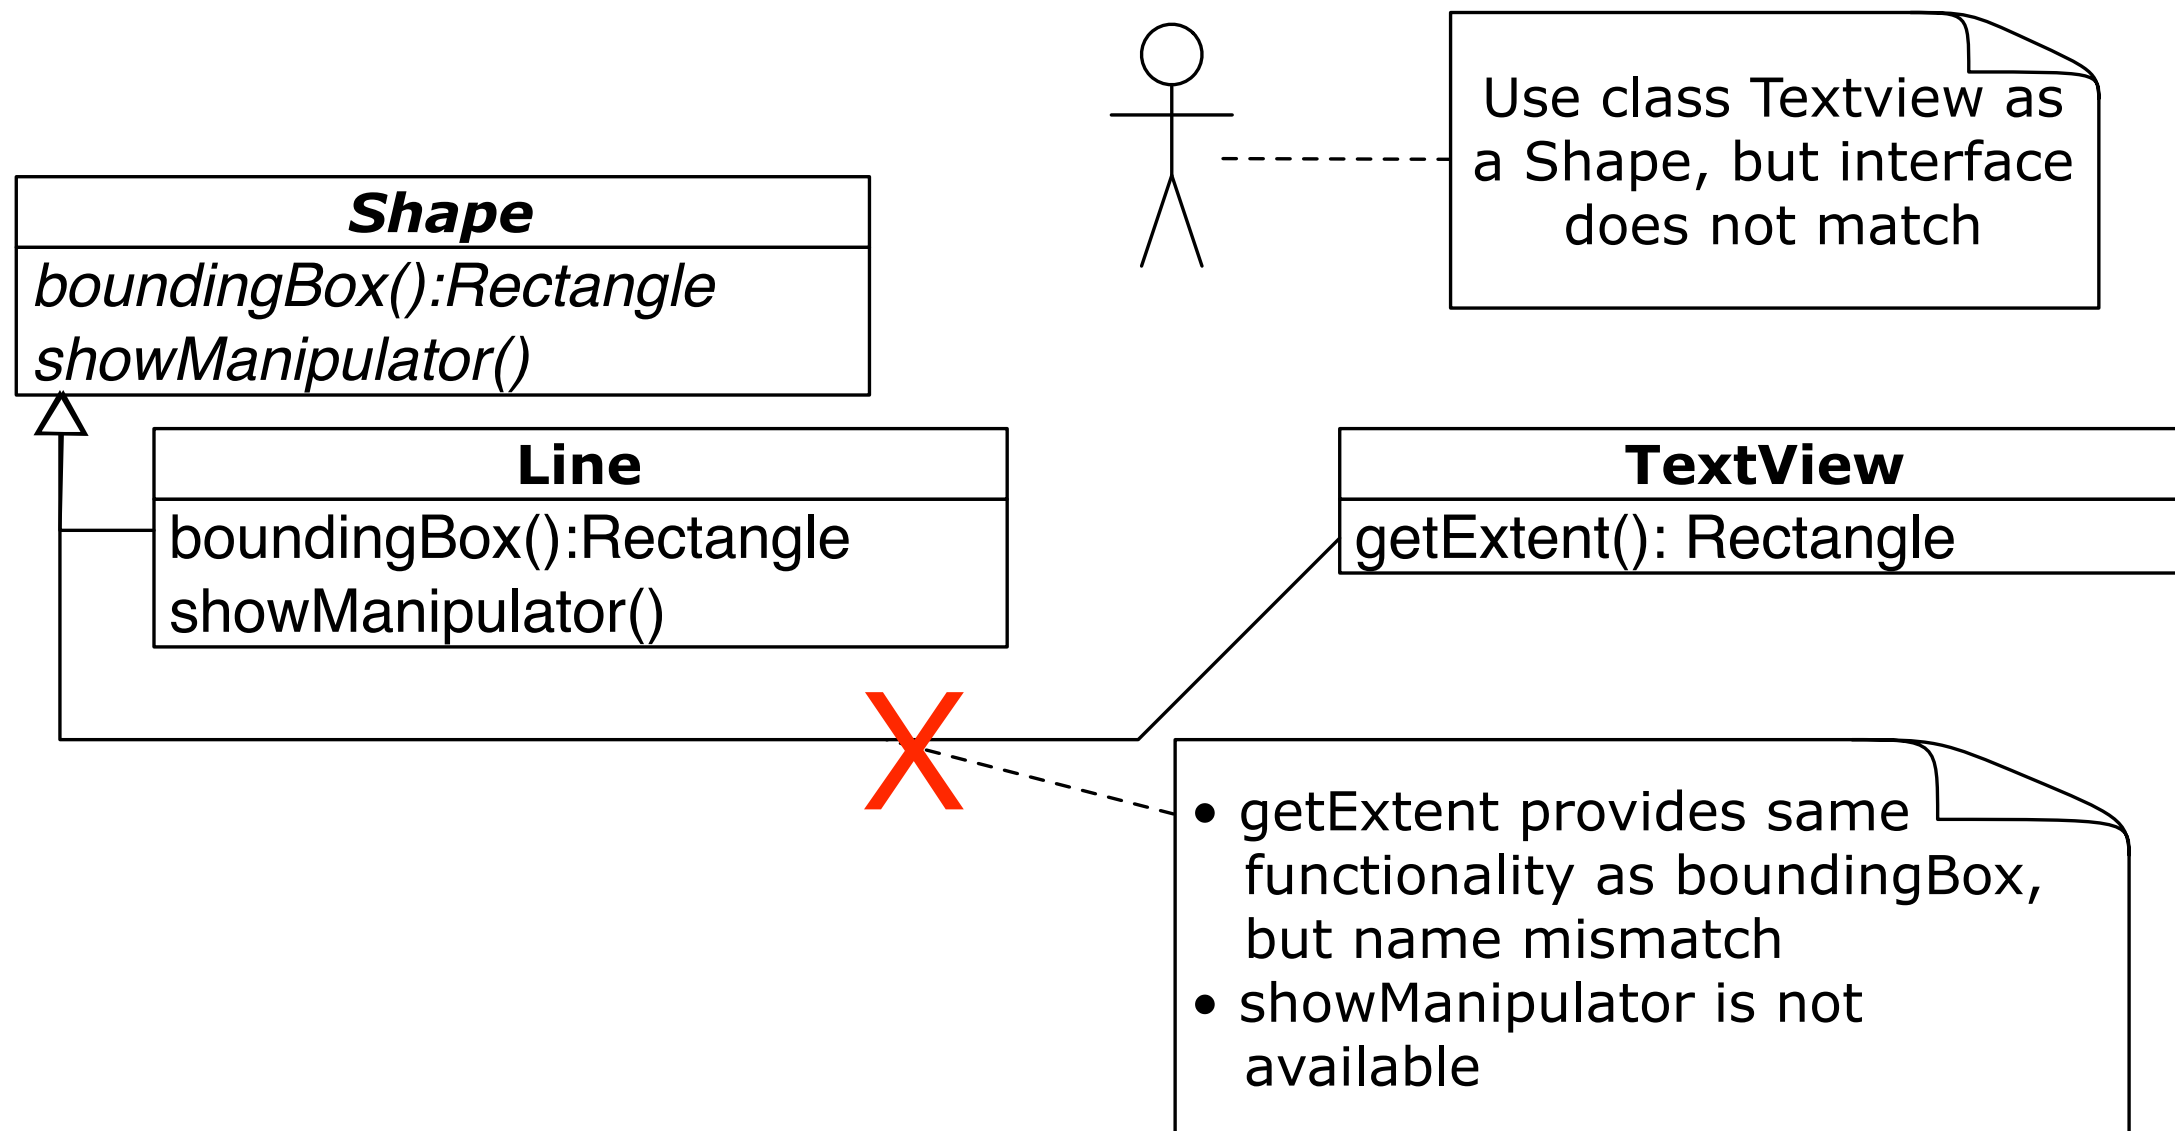 Use class Textview as
a Shape, but interface
does not match
Shape
boundingBox():Rectangle
showManipulator()
Line
boundingBox():Rectangle
showManipulator()
TextView
getExtent(): Rectangle
X
• getExtent provides same
functionality as boundingBox,
but name mismatch
• showManipulator is not
available